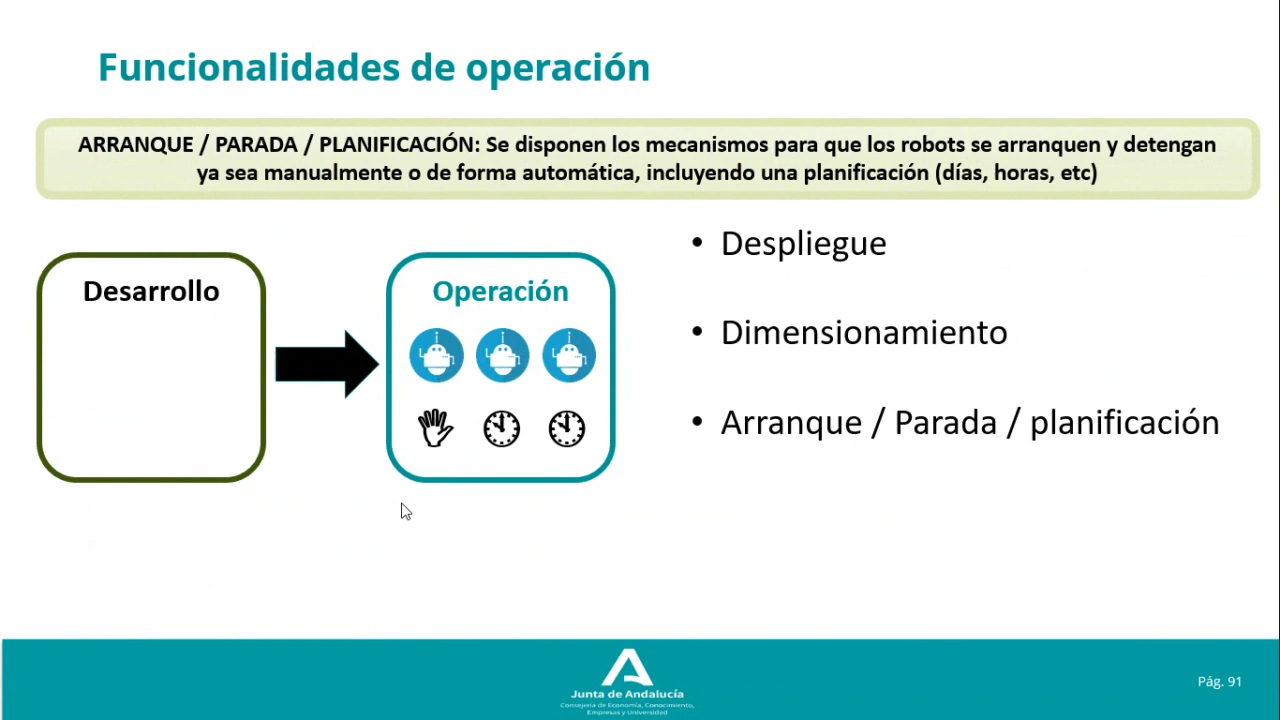 Funcionalidades de operación
ARRANQUE / PARADA / PLANIFICACIÓN: Se disponen los mecanismos para que los robots se arranquen y detengan
ya sea manualmente o de forma automática, incluyendo una planificación (días, horas, etc)
Desarrollo
Operación
• Despliegue
• Dimensionamiento
• Arranque / Parada / planificación
Junta de Andalucía
Consejería de Economía, Conocimiento,
Empresas y Universidad
Pág. 91